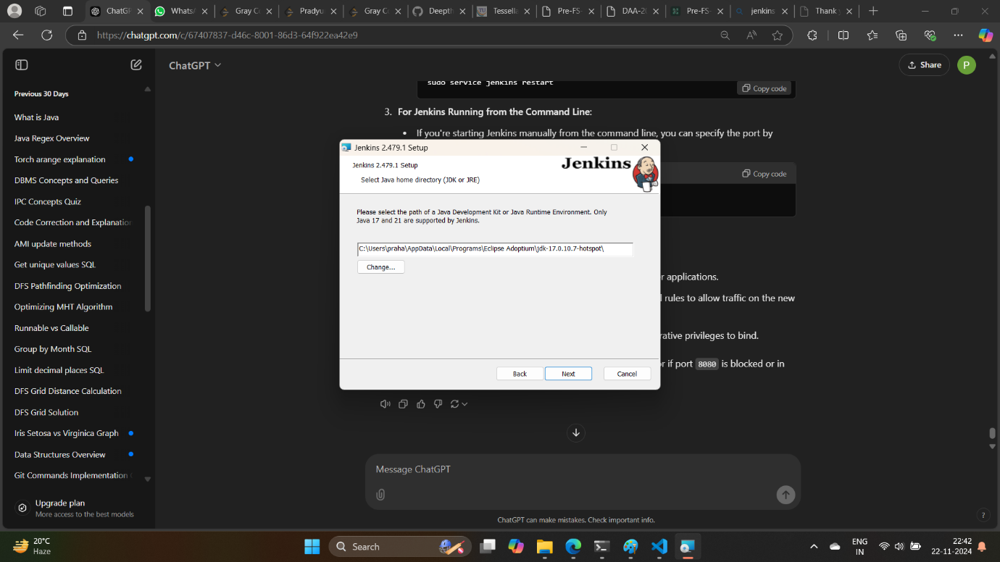 ChatGP
WhatsA
Gray Co
Pradyu
Gray Co
Deepth
Tessella
Pre-FS-
DAA-20
Pre-FS-
jenkins
Thank y
https://chatgpt.com/c/67407837-d46c-8001-86d3-64f922ea42e9
ChatGPT
Share
P
Previous 30 Days
What is Java
Java Regex Overview
Torch arange explanation
DBMS Concepts and Queries
IPC Concepts Quiz
Code Correction and Explanation
AMI update methods
Get unique values SQL
DFS Pathfinding Optimization
Optimizing MHT Algorithm
Runnable vs Callable
Group by Month SQL
Limit decimal places SQL
DFS Grid Distance Calculation
DFS Grid Solution
Iris Setosa vs Virginica Graph
Data Structures Overview
Git Commands Implementation
Upgrade plan
More access to the best models
sudo service jenkins restart
Copy code
3. For Jenkins Running from the Command Line:
• If you're starting Jenkins manually from the command line, you can specify the port by
Copy code
r applications.
rules to allow traffic on the new
rative privileges to bind.
or if port 8080 is blocked or in
Jenkins 2.479.1 Setup
Jenkins 2.479.1 Setup
Select Java home directory (JDK or JRE)
Jenkins
Please select the path of a Java Development Kit or Java Runtime Environment. Only
Java 17 and 21 are supported by Jenkins.
C:\Users\praha\AppData\Local\Programs\Eclipse Adoptium\jdk-17.0.10.7-hotspot\
Change...
Back
Next
Cancel
Message ChatGPT
ChatGPT can make mistakes. Check important info.
?
20°C
Haze
Search
ENG
IN
22:42
22-11-2024